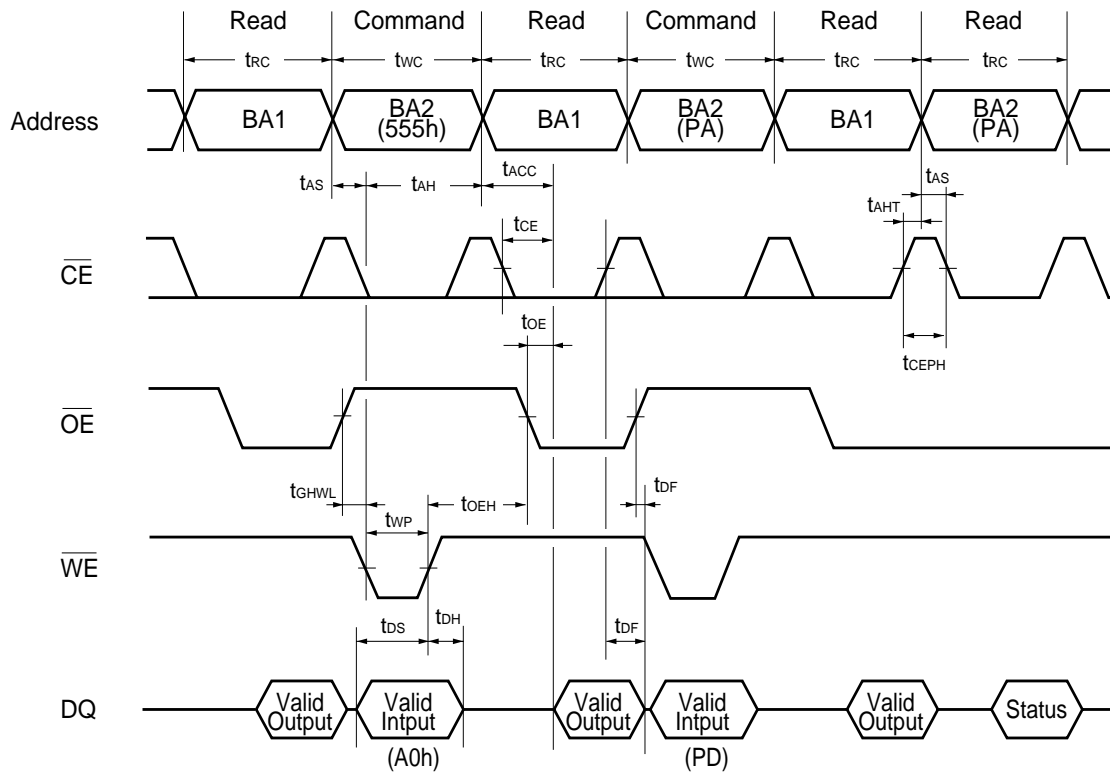 Read Command Read Command Read Read
tRC tWC tRC tWC tRC tRC
Address BA1 BA2 BA1 BA2 BA1 BA2
(555h) (PA) (PA)
tAS tAH tACC tAS
tAHT
tCE
CE
tOE
tCEPH
OE
tGHWL tOEH tDF
tWP
WE
tDS tDH tDF
DQ Valid Valid Valid Valid Valid Status
Output Intput Output Intput Output
(A0h) (PD)